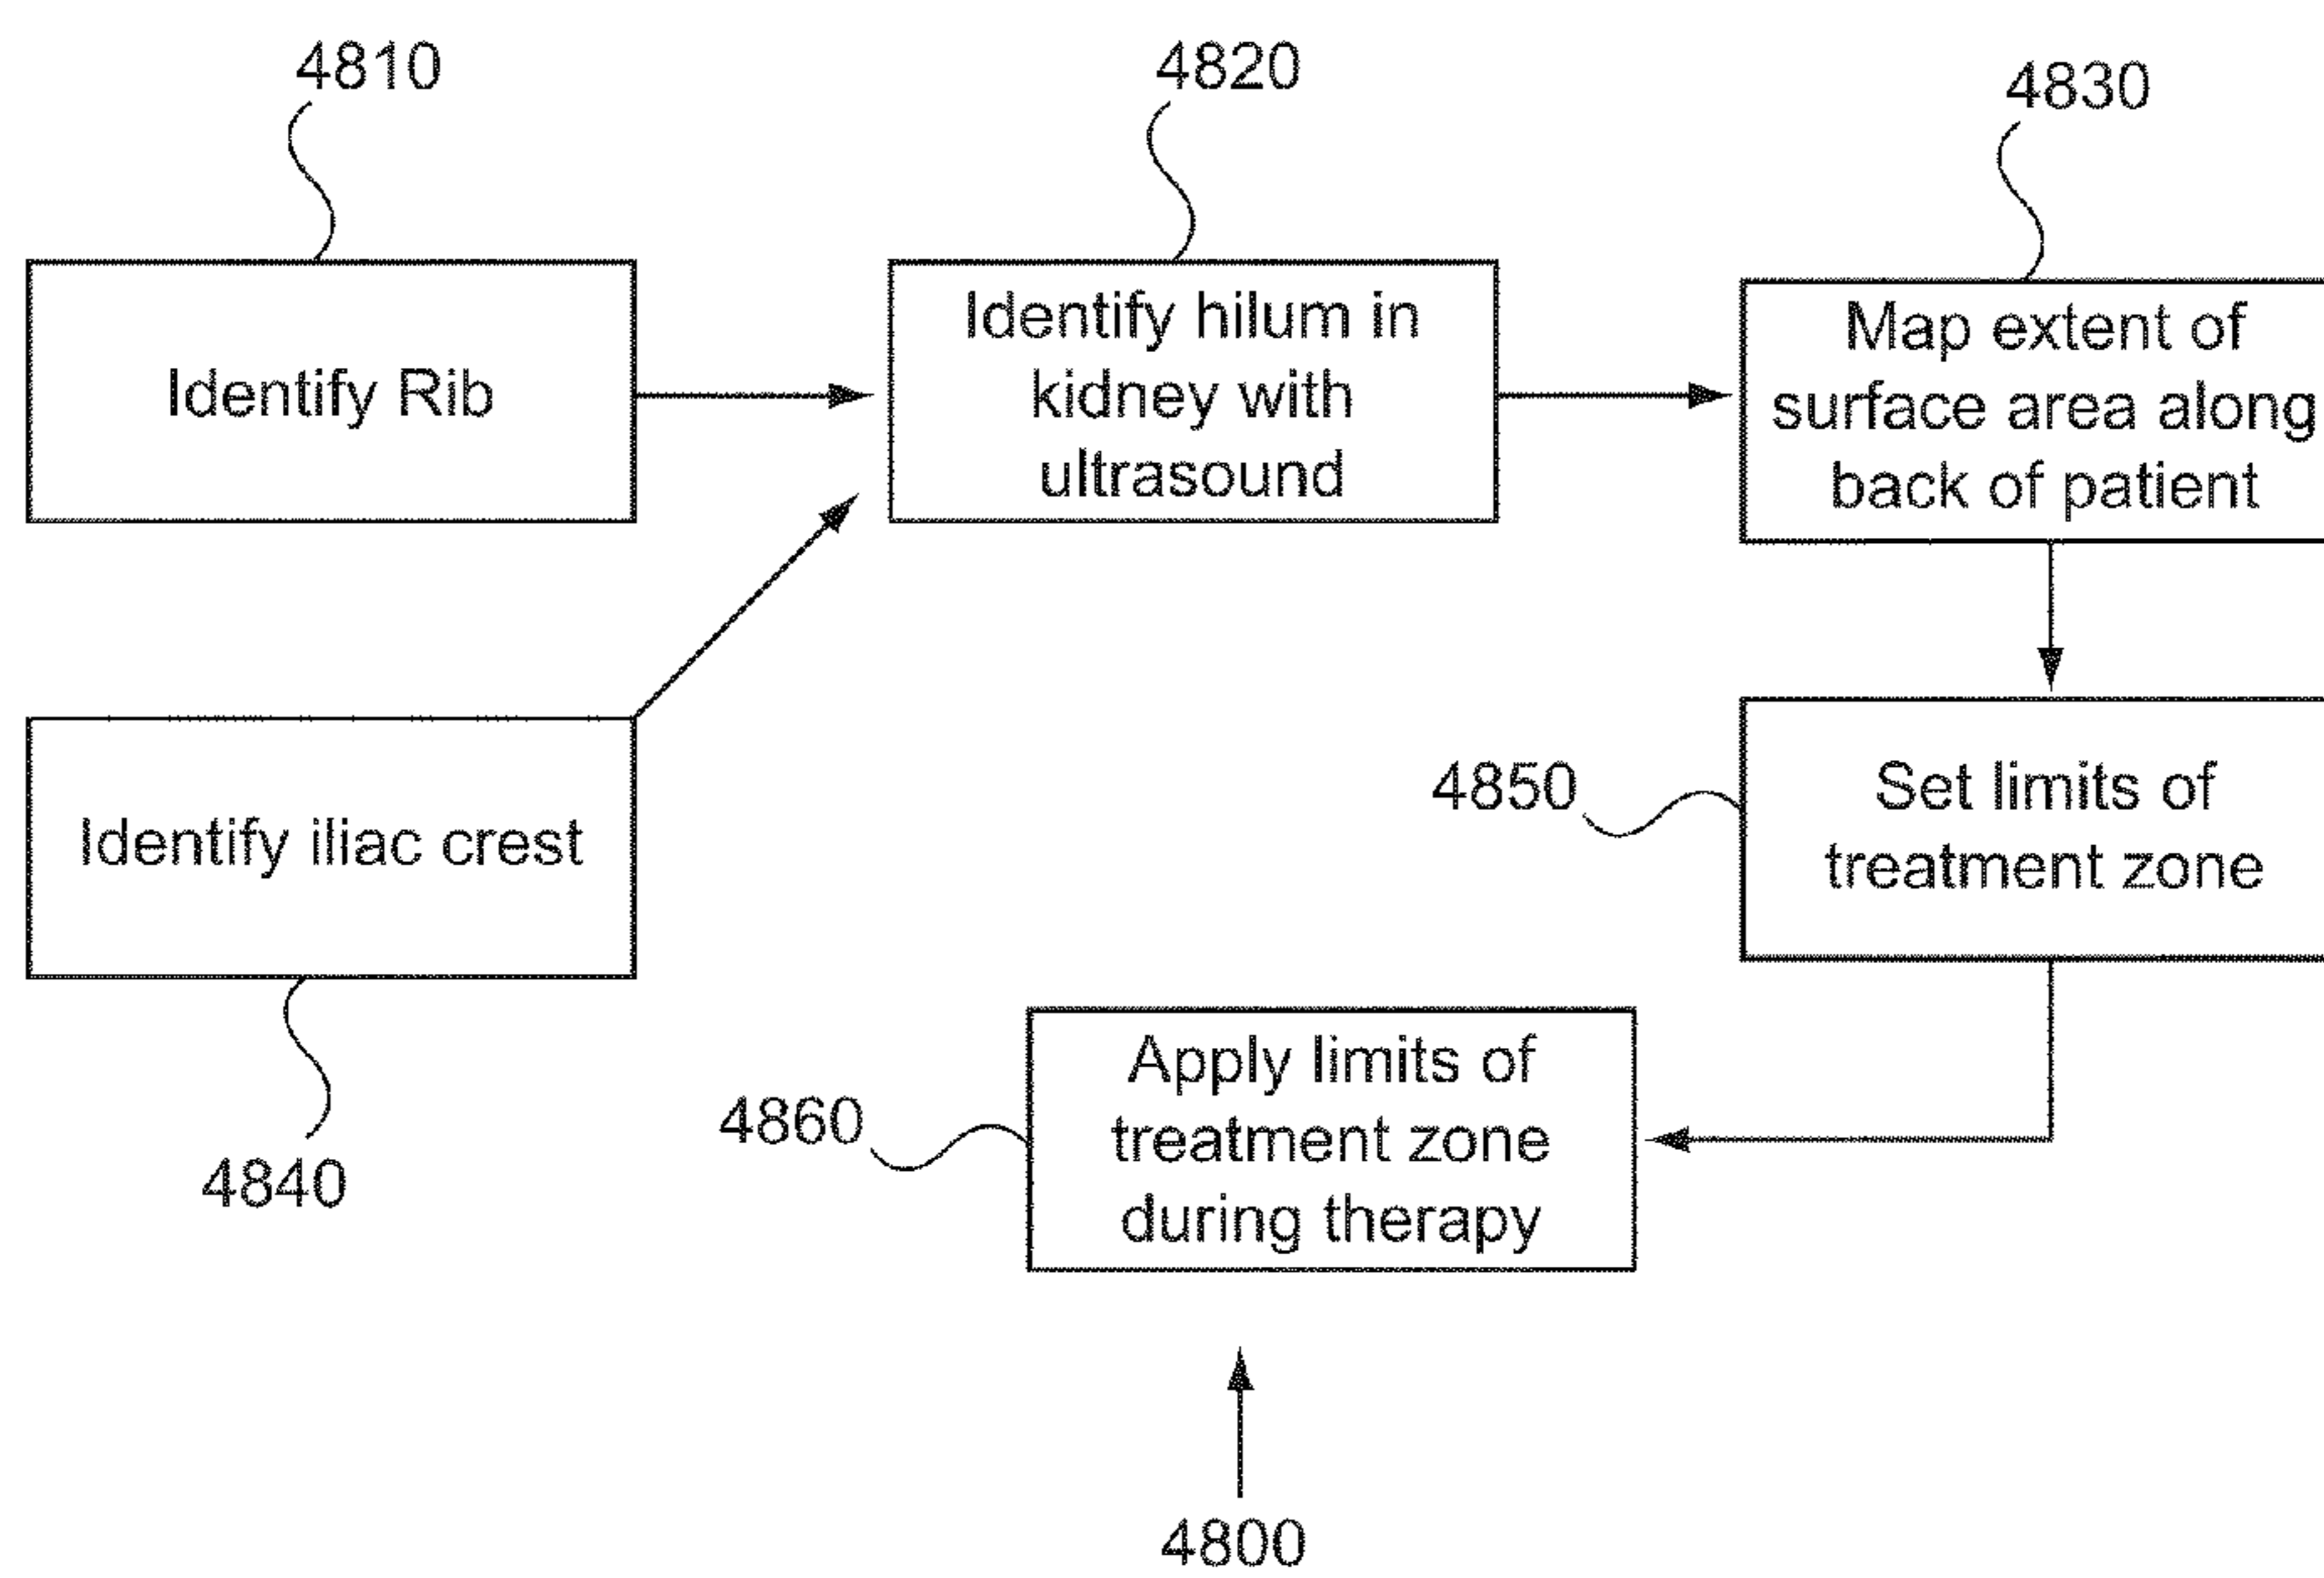 4810
4820
4830
Identify Rib
Identify hilum in
kidney with
ultrasound
Map extent of
surface area along
back of patient
Identify iliac crest
4840
4850
Set limits of
treatment zone
4860
Apply limits of
treatment zone
during therapy
4800